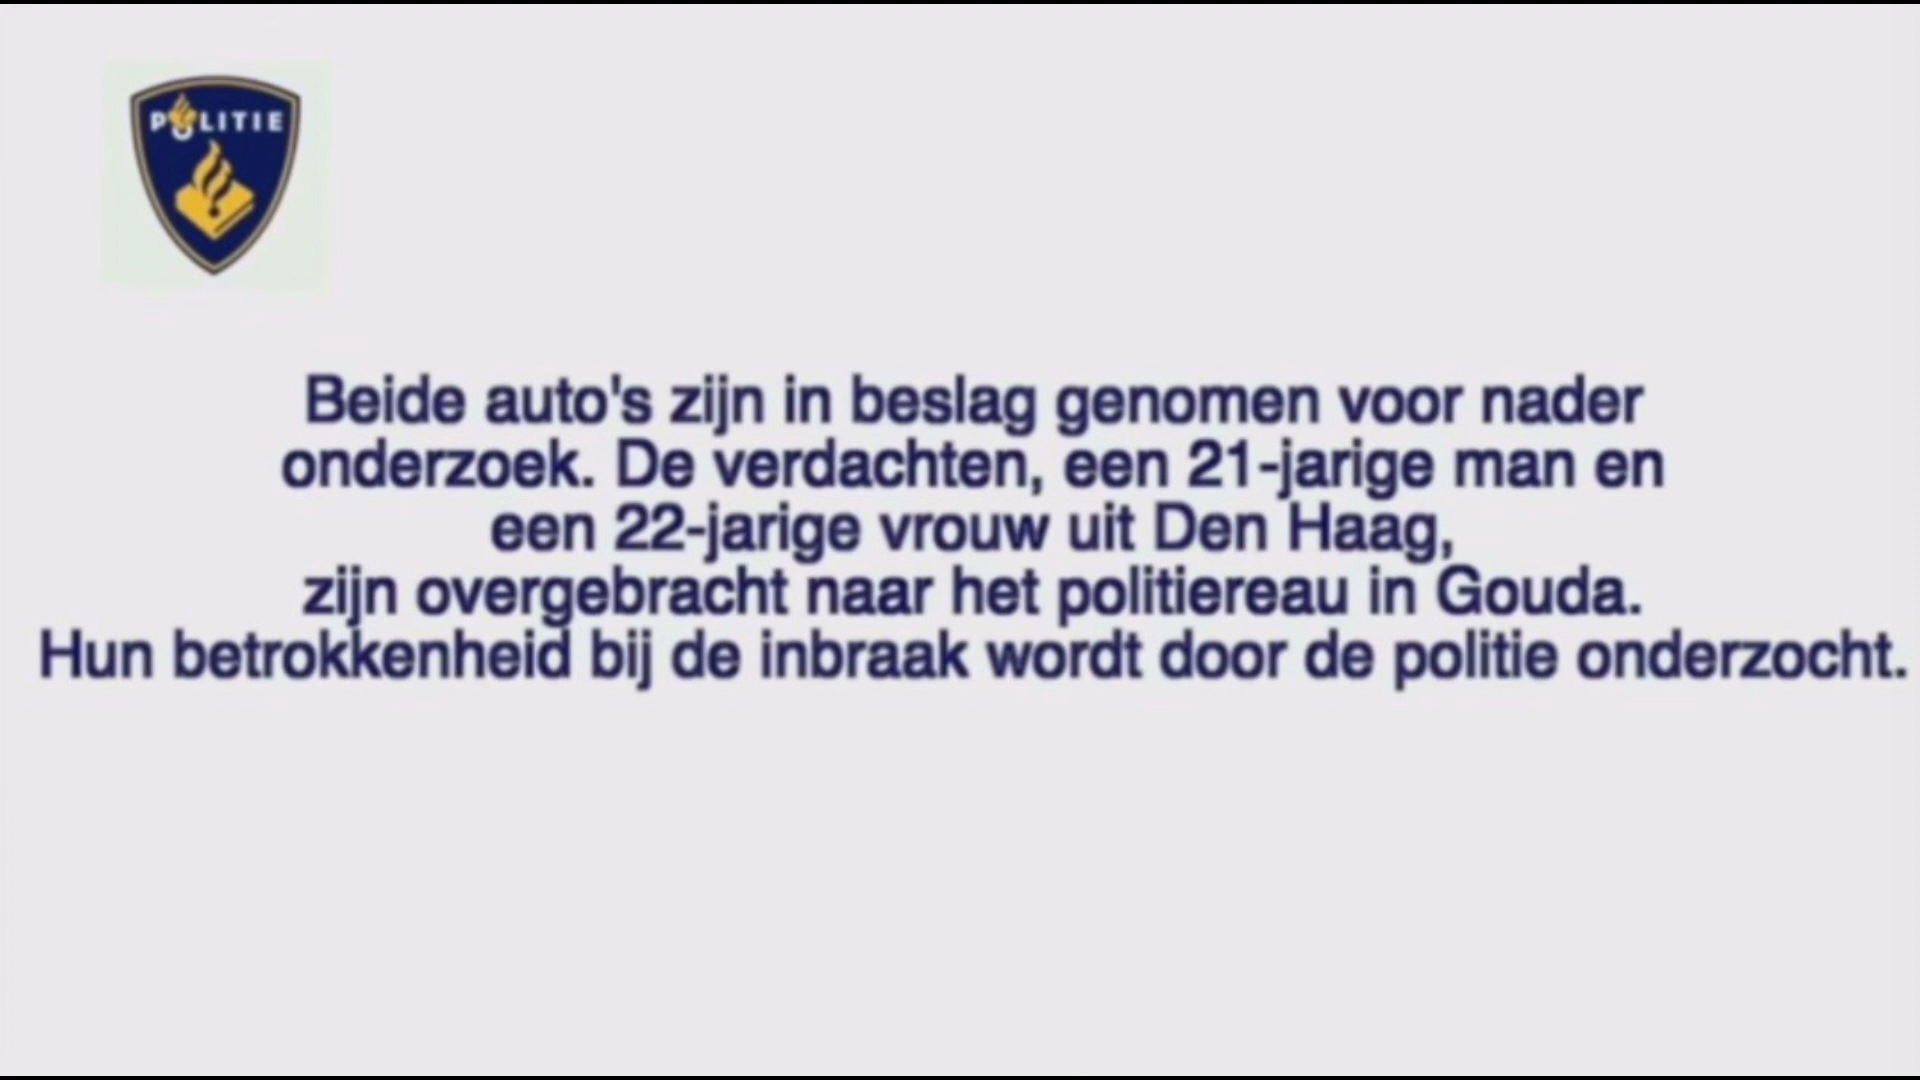 POLITIE
Beide auto's zijn in beslag genomen voor nader
onderzoek. De verdachten, een 21-jarige man en
een 22-jarige vrouw uit Den Haag,
zijn overgebracht naar het politiereau in Gouda.
Hun betrokkenheid bij de inbraak wordt door de politie onderzocht.